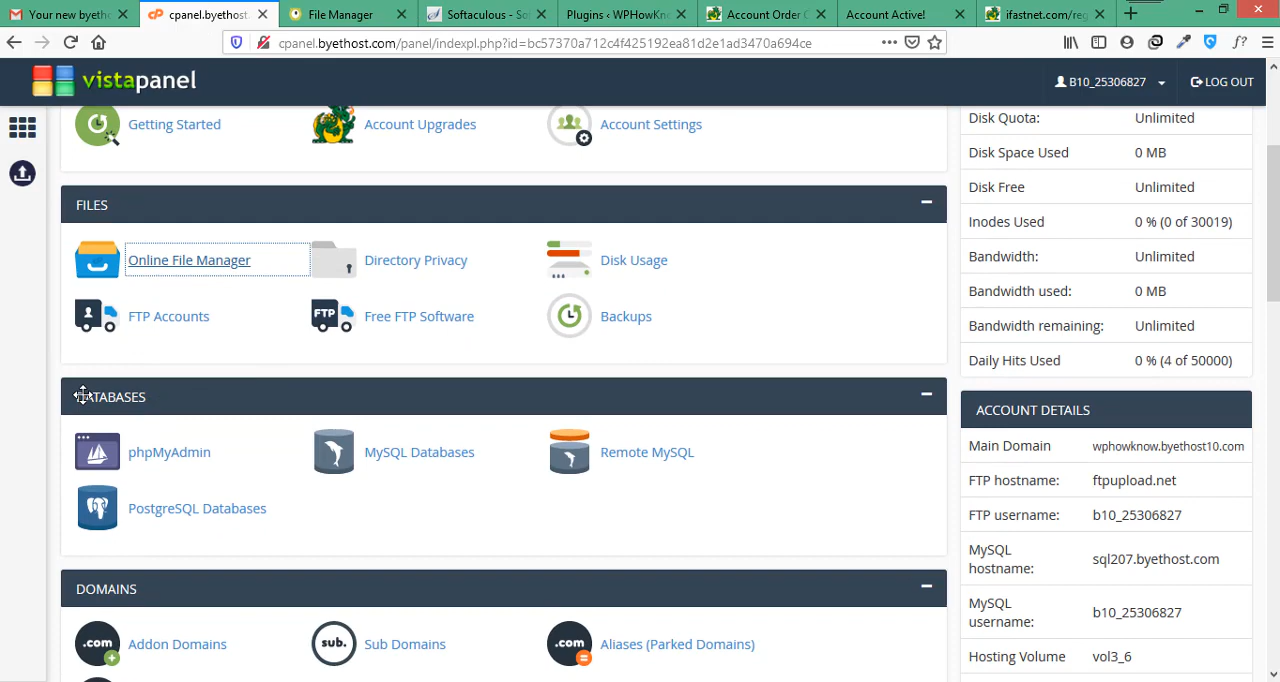 Your new byeth
cpanel.byethost.
File Manager
Softaculous - So
Plugins ‹ WPHowKn
Account Order C
Account Active!
ifastnet.com/reg
cpanel.byethost.com/panel/indexpl.php?id=bc57370a712c4f425192ea81d2e1ad3470a694ce
vistapanel
B10_25306827
LOG OUT
Getting Started
Account Upgrades
Account Settings
FILES
Online File Manager
Directory Privacy
Disk Usage
FTP Accounts
FTP
Free FTP Software
Backups
DATABASES
phpMyAdmin
MySQL Databases
Remote MySQL
PostgreSQL Databases
DOMAINS
.com
Addon Domains
sub.
Sub Domains
.com
Aliases (Parked Domains)
Disk Quota: Unlimited
Disk Space Used 0 MB
Disk Free Unlimited
Inodes Used 0 % (0 of 30019)
Bandwidth: Unlimited
Bandwidth used: 0 MB
Bandwidth remaining: Unlimited
Daily Hits Used 0 % (4 of 50000)
ACCOUNT DETAILS
Main Domain wphowknow.byethost10.com
FTP hostname: ftpupload.net
FTP username: b10_25306827
MySQL
hostname: sql207.byethost.com
MySQL
username: b10_25306827
Hosting Volume vol3_6